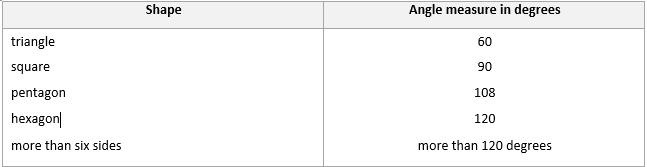 Shape Angle measure in degrees
triangle 60
square 90
pentagon 108
hexagon 120
more than six sides more than 120 degrees